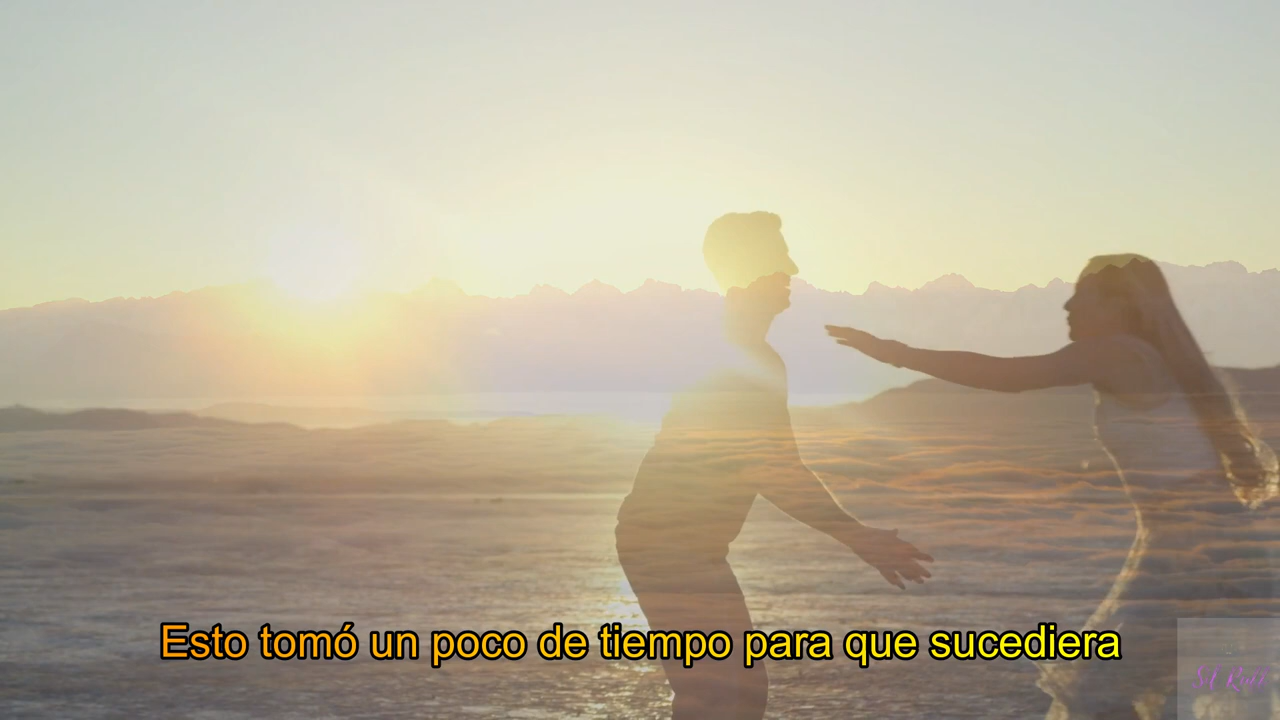 Esto tomó un poco de tiempo para que sucediera